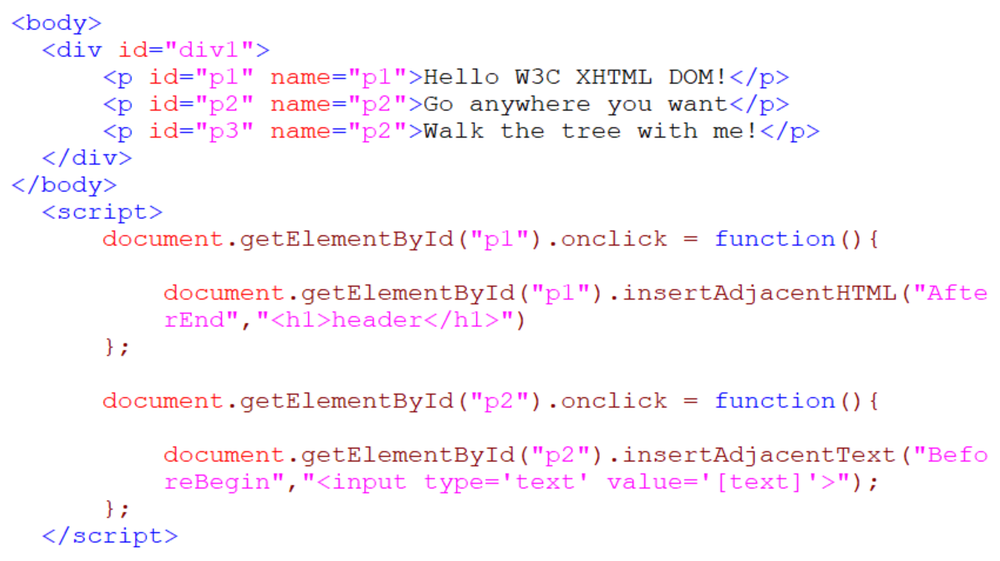 <body>
<div id="div1">
<p id="p1" name="p1">Hello W3C XHTML DOM!</p>
<p id="p2" name="p2">Go anywhere you want</p>
<p id="p3" name="p2">Walk the tree with me!</p>
</div>
</body>
<script>
document.getElementById("p1").onclick = function(){
document.getElementById("p1").insertAdjacentHTML("Afte
rEnd","<h1>header</h1>")
};
document.getElementById("p2").onclick = function(){
document.getElementById("p2").insertAdjacentText("Befo
reBegin","<input type='text' value='[text]'>");
};
</script>